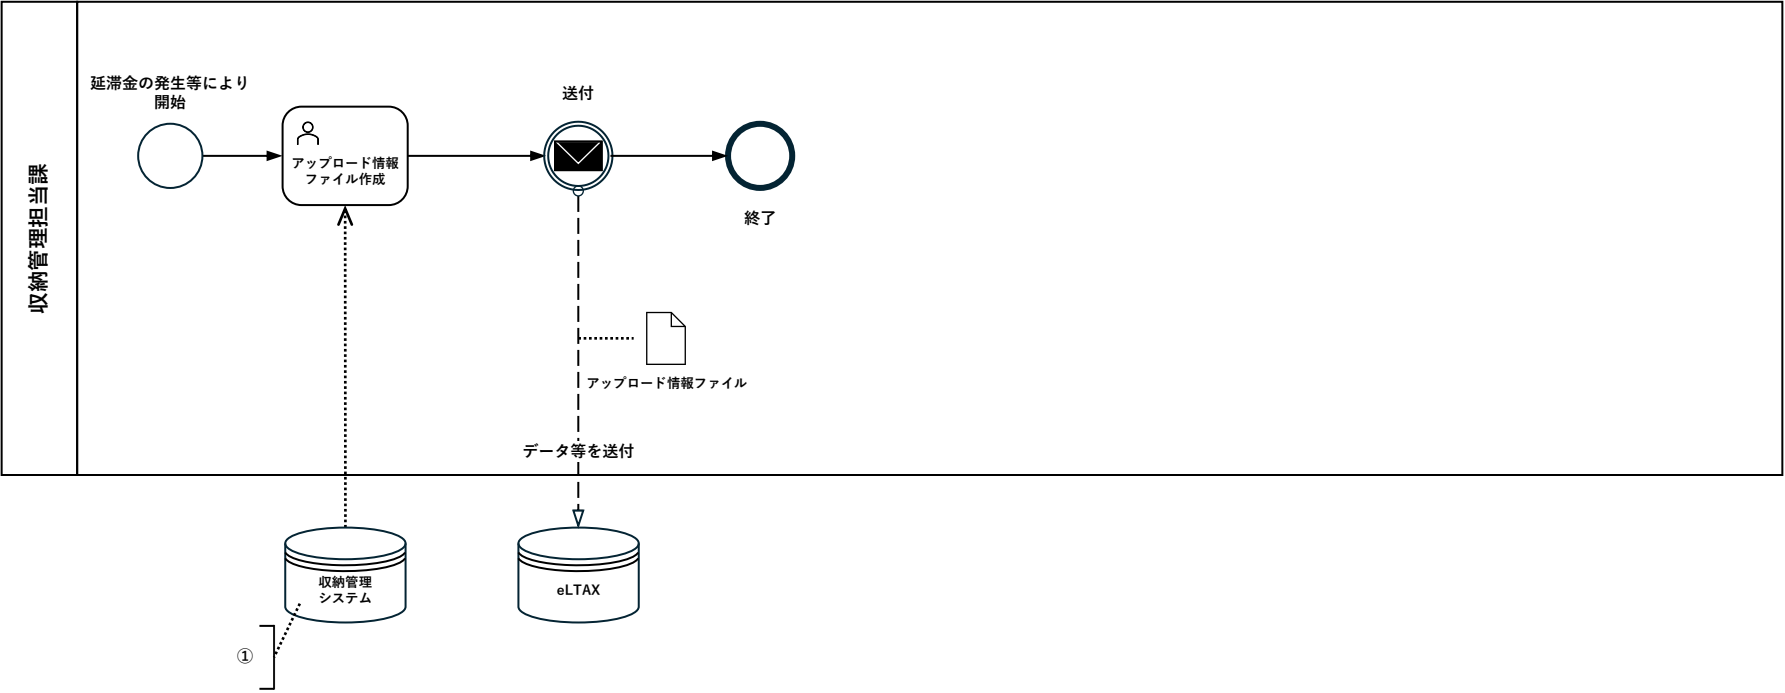 収納管理担当課
延滞金の発生等により
開始
アップロード情報
ファイル作成
送付
終了
アップロード情報ファイル
データ等を送付
収納管理
システム
eLTAX
①